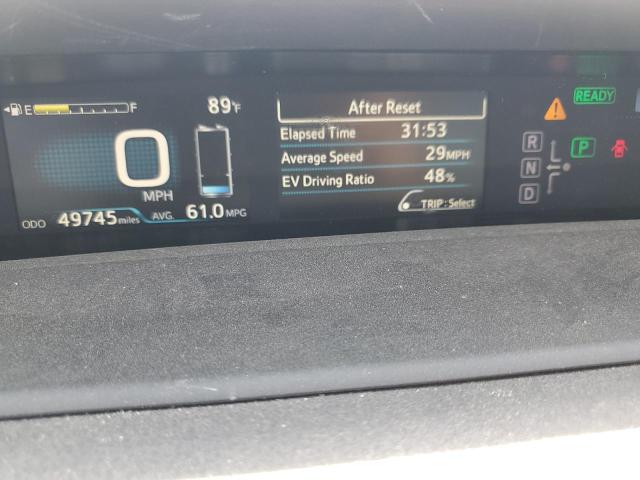 E F 89°F
0
MPH
ODO 49745 miles AVG. 61.0 MPG
After Reset
Elapsed Time 31:53
Average Speed 29 MPH
EV Driving Ratio 48%
TRIP : Select
READY
R
N
D
P